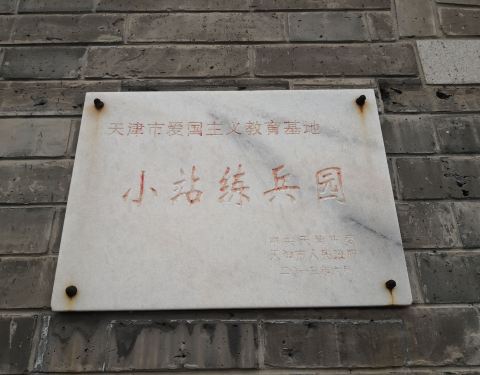 天津市爱国主义教育基地
小站练兵园
中共天津市委
天津市人民政府